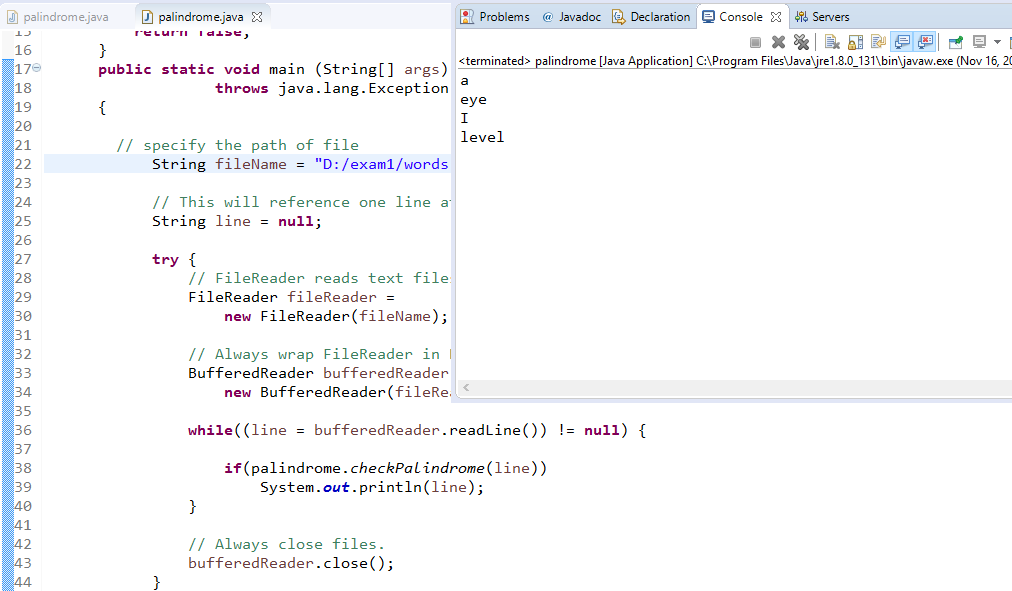 palindrome.java palindrome.java
Problems @ Javadoc Declaration Console Servers
<terminated> palindrome [Java Application] C:\Program Files\Java\jre1.8.0_131\bin\javaw.exe (Nov 16, 20
a
eye
I
level
15 return false;
16 }
17 public static void main (String[] args)
18 throws java.lang.Exception
19 {
20
21 // specify the path of file
22 String fileName = "D:/exam1/words
23
24 // This will reference one line a
25 String line = null;
26
27 try {
28 // FileReader reads text file
29 FileReader fileReader =
30 new FileReader(fileName);
31
32 // Always wrap FileReader in
33 BufferedReader bufferedReader
34 new BufferedReader(fileRe
35
36 while((line = bufferedReader.readLine()) != null) {
37
38 if(palindrome.checkPalindrome(line))
39 System.out.println(line);
40 }
41
42 // Always close files.
43 bufferedReader.close();
44 }